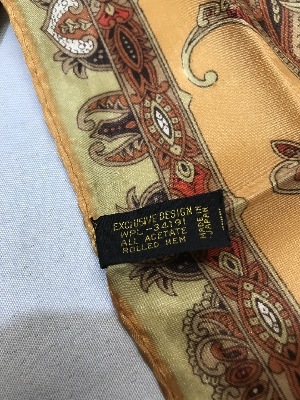 EXCLUSIVE DESIGN
WPL-34191
ALL ACETATE
ROLLED HEM
MADE IN
JAPAN